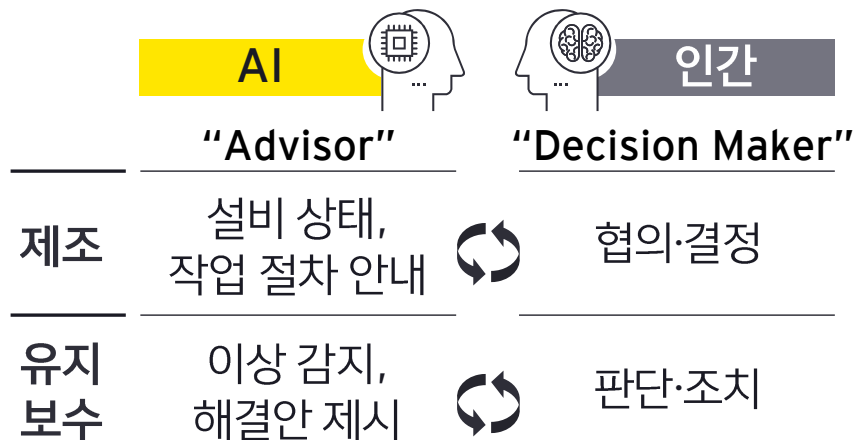 AI
인간
“Advisor”
“Decision Maker”
제조
설비 상태,
작업 절차 안내
협의·결정
유지
보수
이상 감지,
해결안 제시
판단·조치